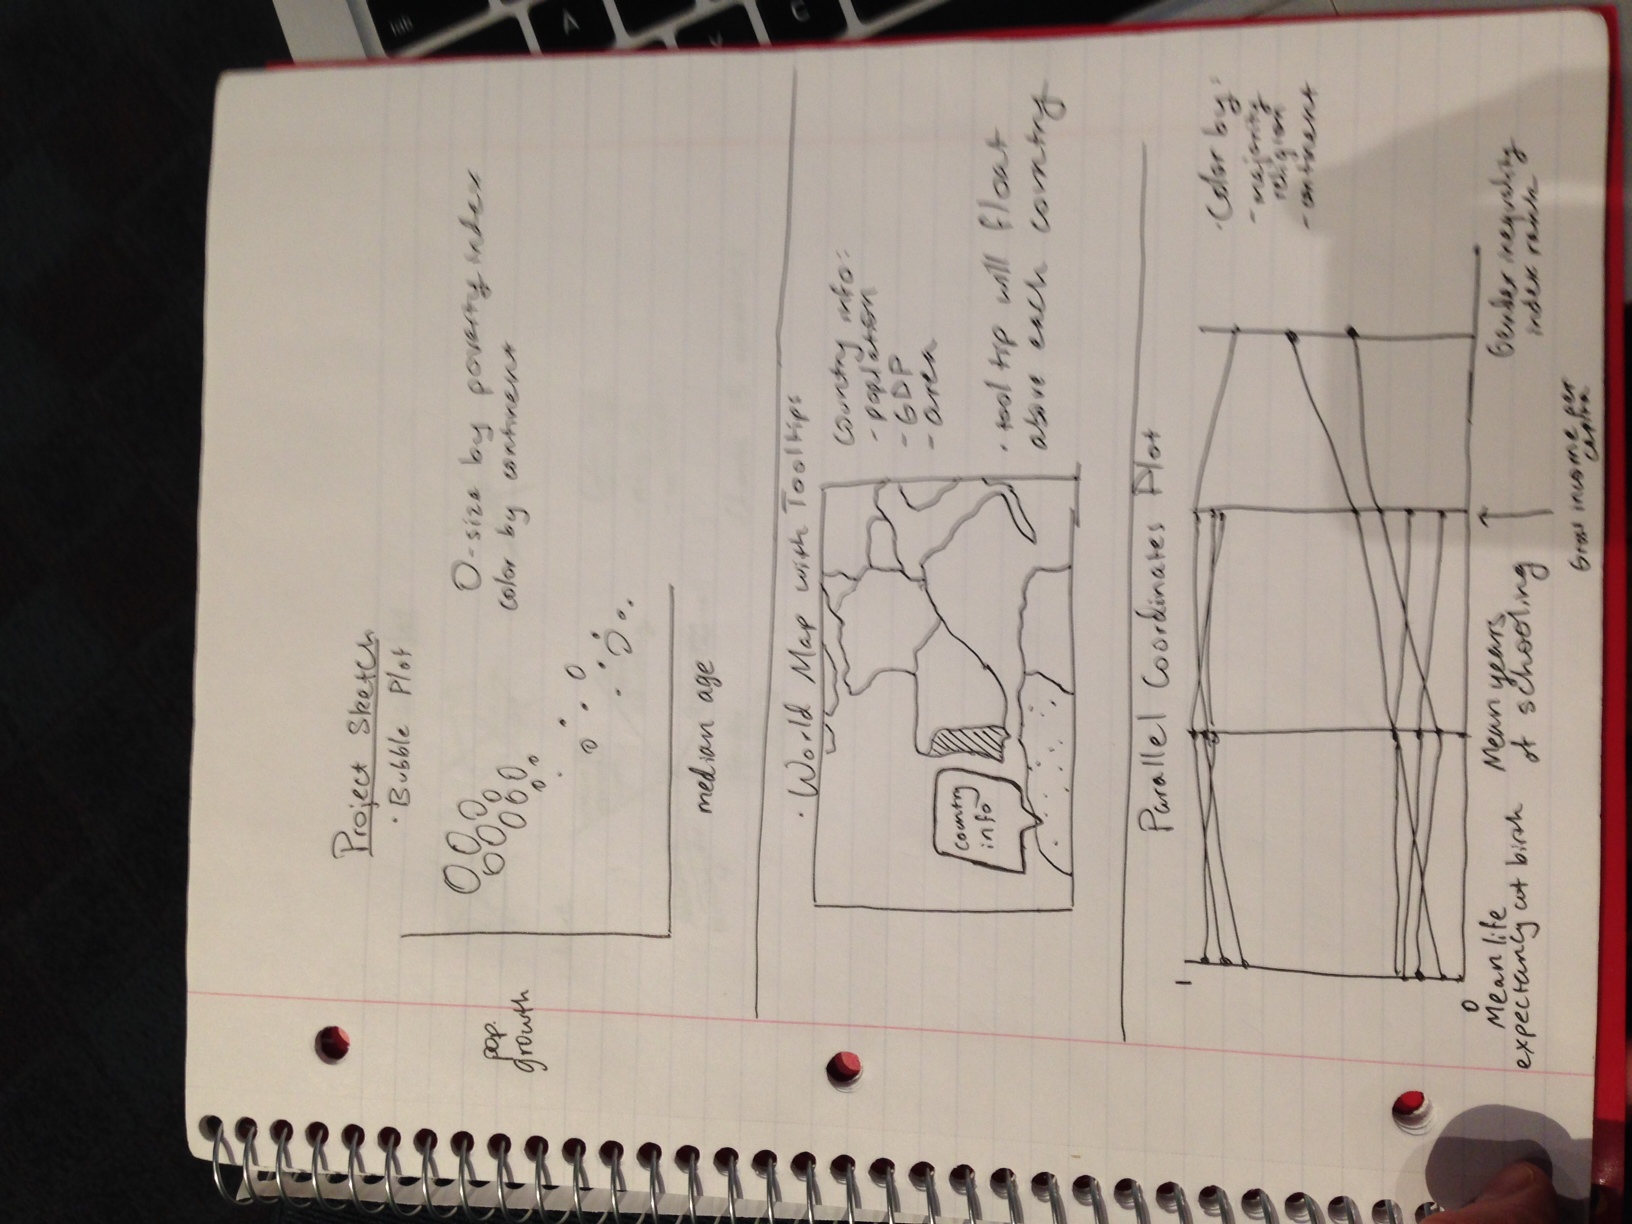 Project Sketch
· Bubble Plot
pop.
growth
O-size by poverty index
color by continent
median age
· World Map with Tooltips
country info:
- population
- GDP
- area
country
info
· tool tip will float
above each country
Parallel Coordinates Plot
1
· Color by:
- majority
religion
- continent
0
Mean life
expectancy at birth
Mean years
of schooling
Gross income per
capita
Gender inequality
index rank
A
C